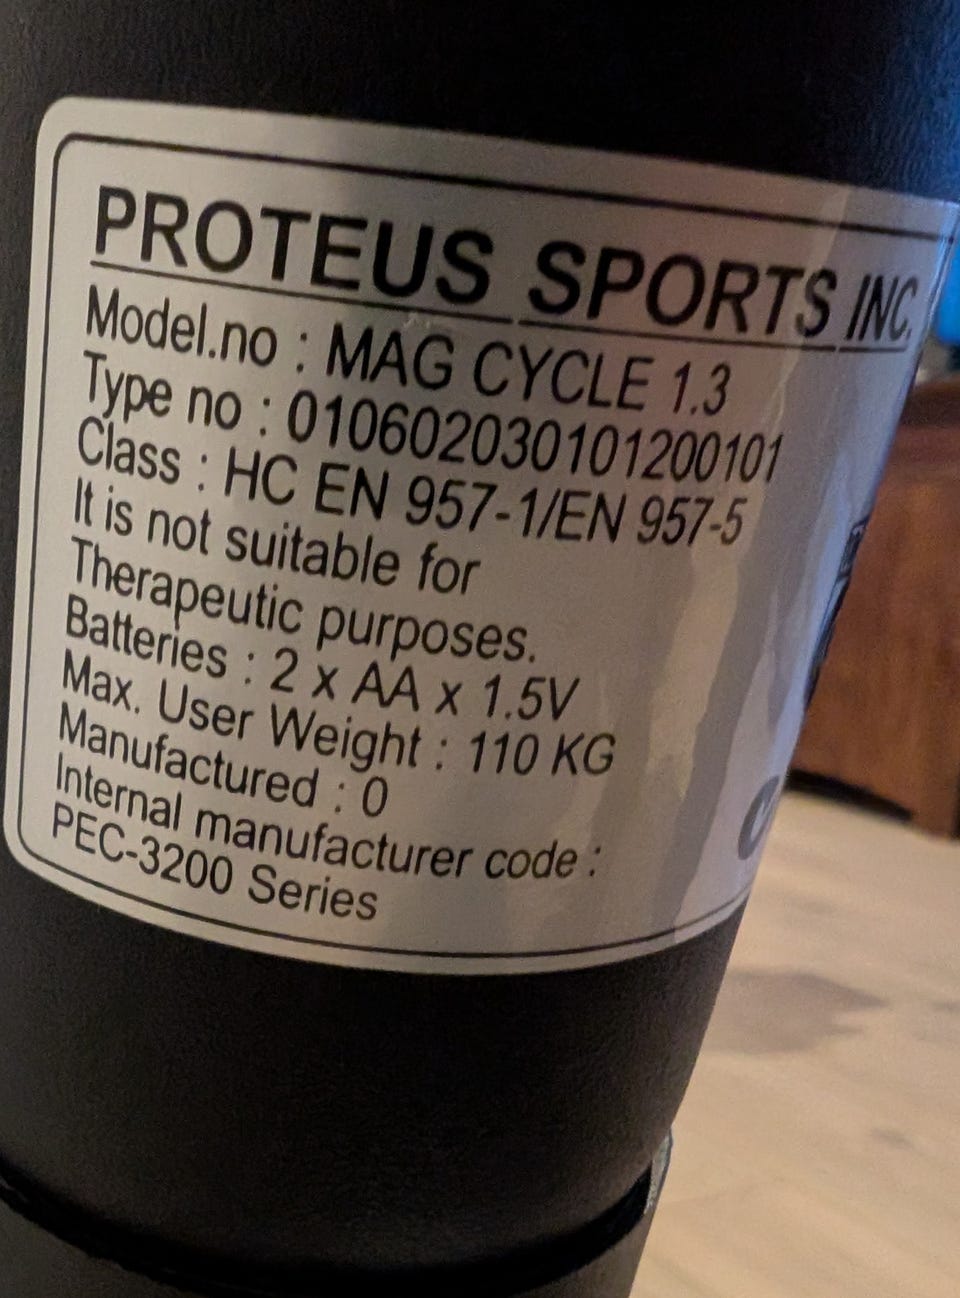 PROTEUS SPORTS INC.
Model.no : MAG CYCLE 1.3
Type no : 010602030101200101
Class : HC EN 957-1/EN 957-5
It is not suitable for
Therapeutic purposes.
Batteries : 2 x AA x 1.5V
Max. User Weight : 110 KG
Manufactured : 0
Internal manufacturer code :
PEC-3200 Series